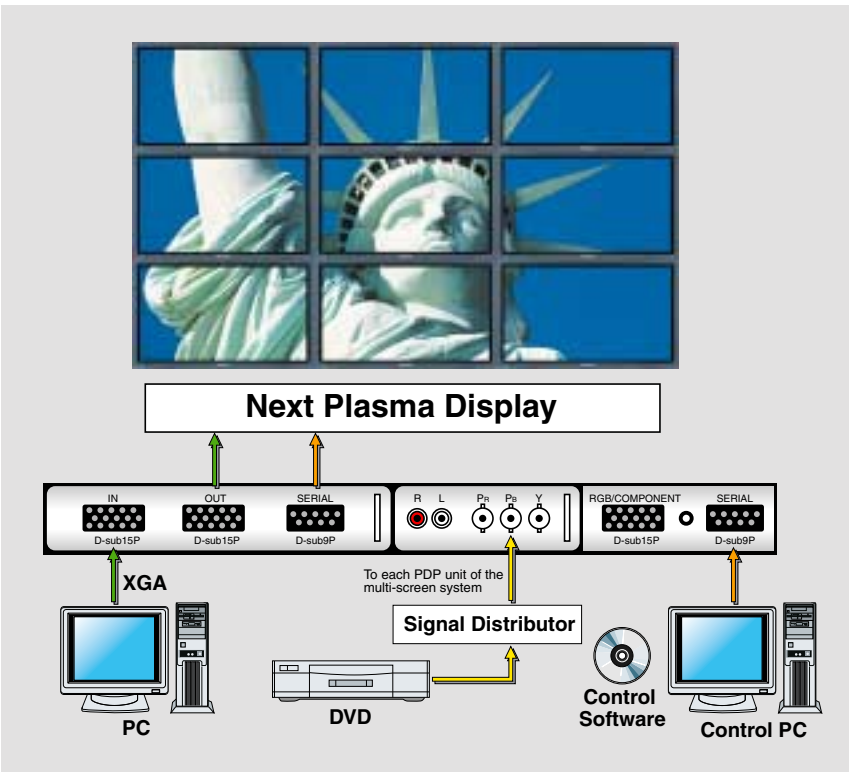 Next Plasma Display
IN OUT SERIAL R L PR PB Y RGB/COMPONENT SERIAL
D-sub15P D-sub15P D-sub9P D-sub15P D-sub9P
XGA
To each PDP unit of the
multi-screen system
Signal Distributor
PC
DVD
Control
Software
Control PC